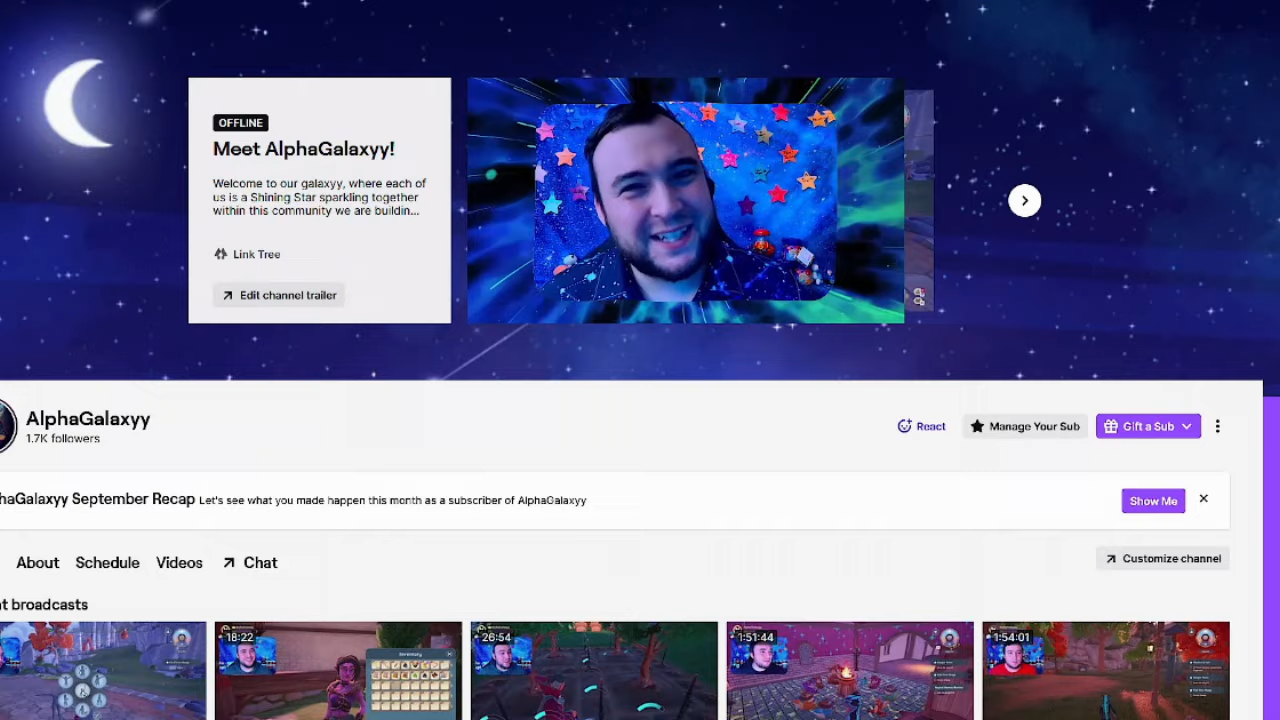 OFFLINE
Meet AlphaGalaxyy!
Welcome to our galaxy, where each of
us is a Shining Star sparkling together
within this community we are buildin...
Link Tree
Edit channel trailer
AlphaGalaxyy
1.7K followers
React
Manage Your Sub
Gift a Sub
haGalaxyy September Recap Let's see what you made happen this month as a subscriber of AlphaGalaxyy
Show Me
About Schedule Videos Chat
Customize channel
t broadcasts
18:22
26:54
1:51:44
1:54:01
Inventory